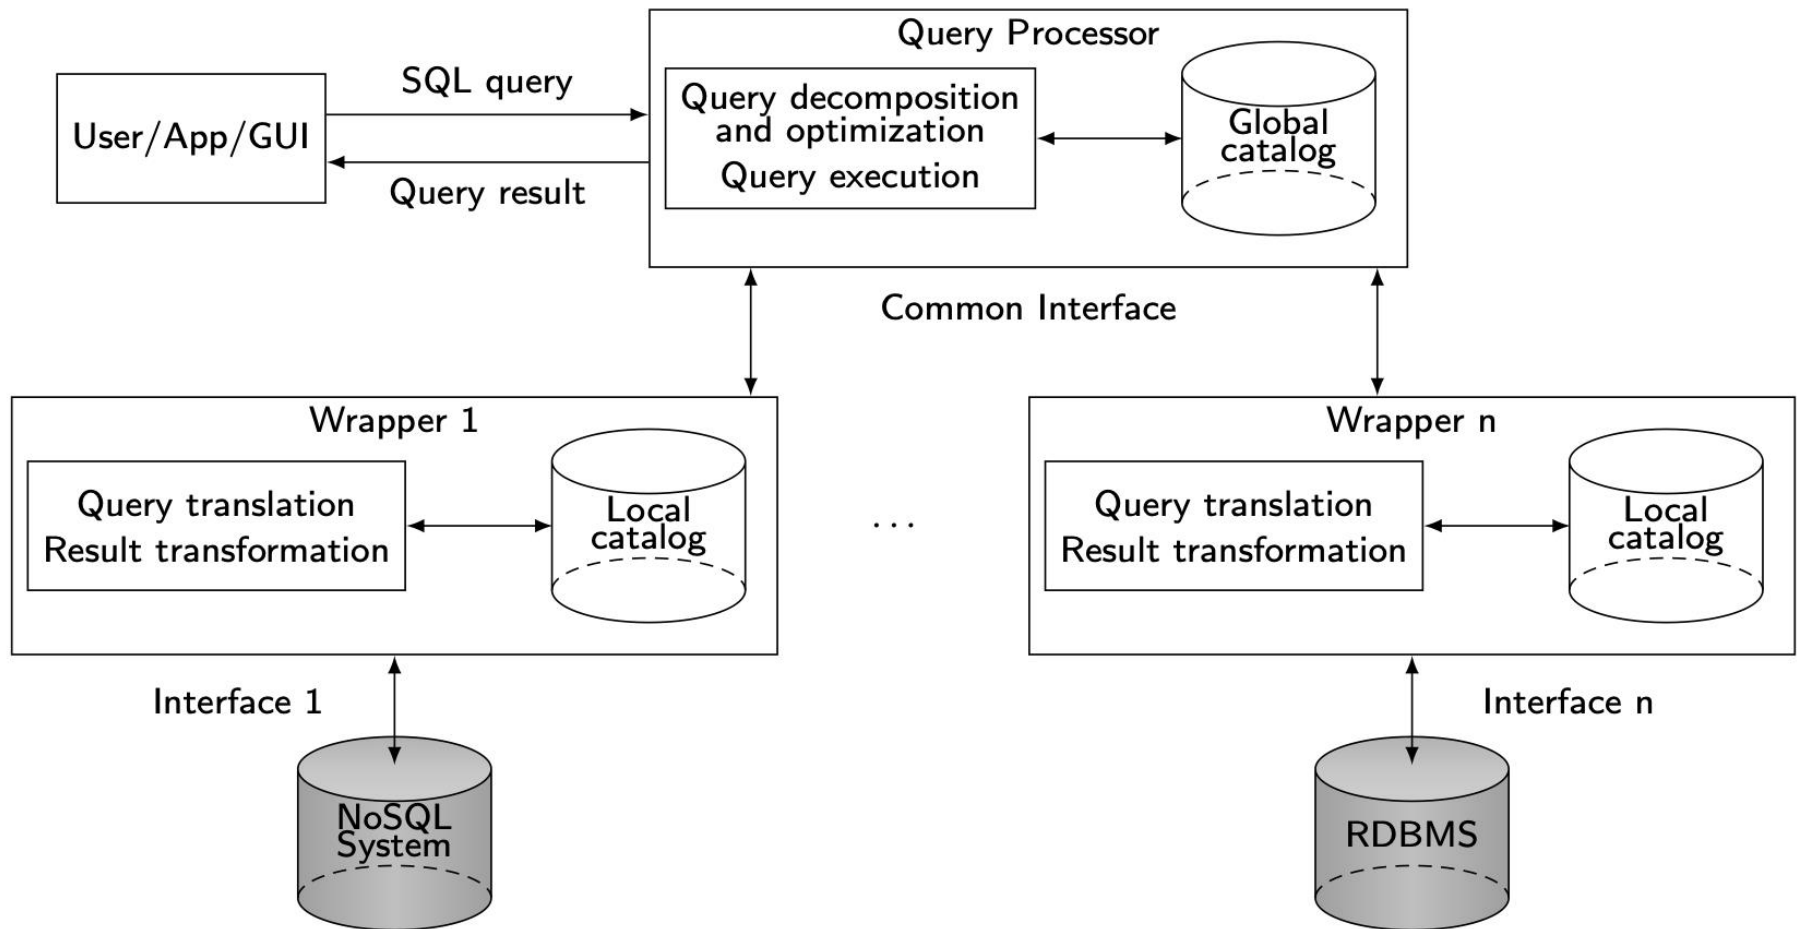 Query Processor
SQL query
User/App/GUI
Query result
Query decomposition
and optimization
Query execution
Global
catalog
Common Interface
Wrapper 1
Query translation
Result transformation
Local
catalog
...
Wrapper n
Query translation
Result transformation
Local
catalog
Interface 1
NoSQL
System
Interface n
RDBMS